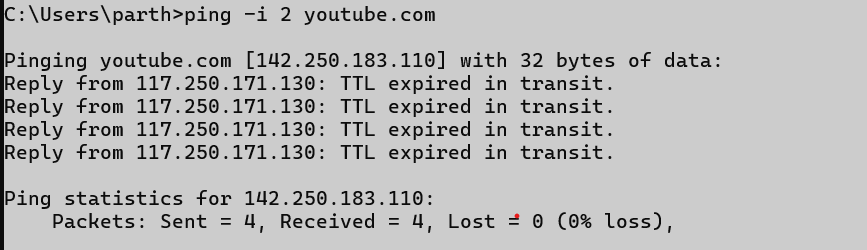 C:\Users\parth>ping -i 2 youtube.com
Pinging youtube.com [142.250.183.110] with 32 bytes of data:
Reply from 117.250.171.130: TTL expired in transit.
Reply from 117.250.171.130: TTL expired in transit.
Reply from 117.250.171.130: TTL expired in transit.
Reply from 117.250.171.130: TTL expired in transit.
Ping statistics for 142.250.183.110:
    Packets: Sent = 4, Received = 4, Lost = 0 (0% loss),